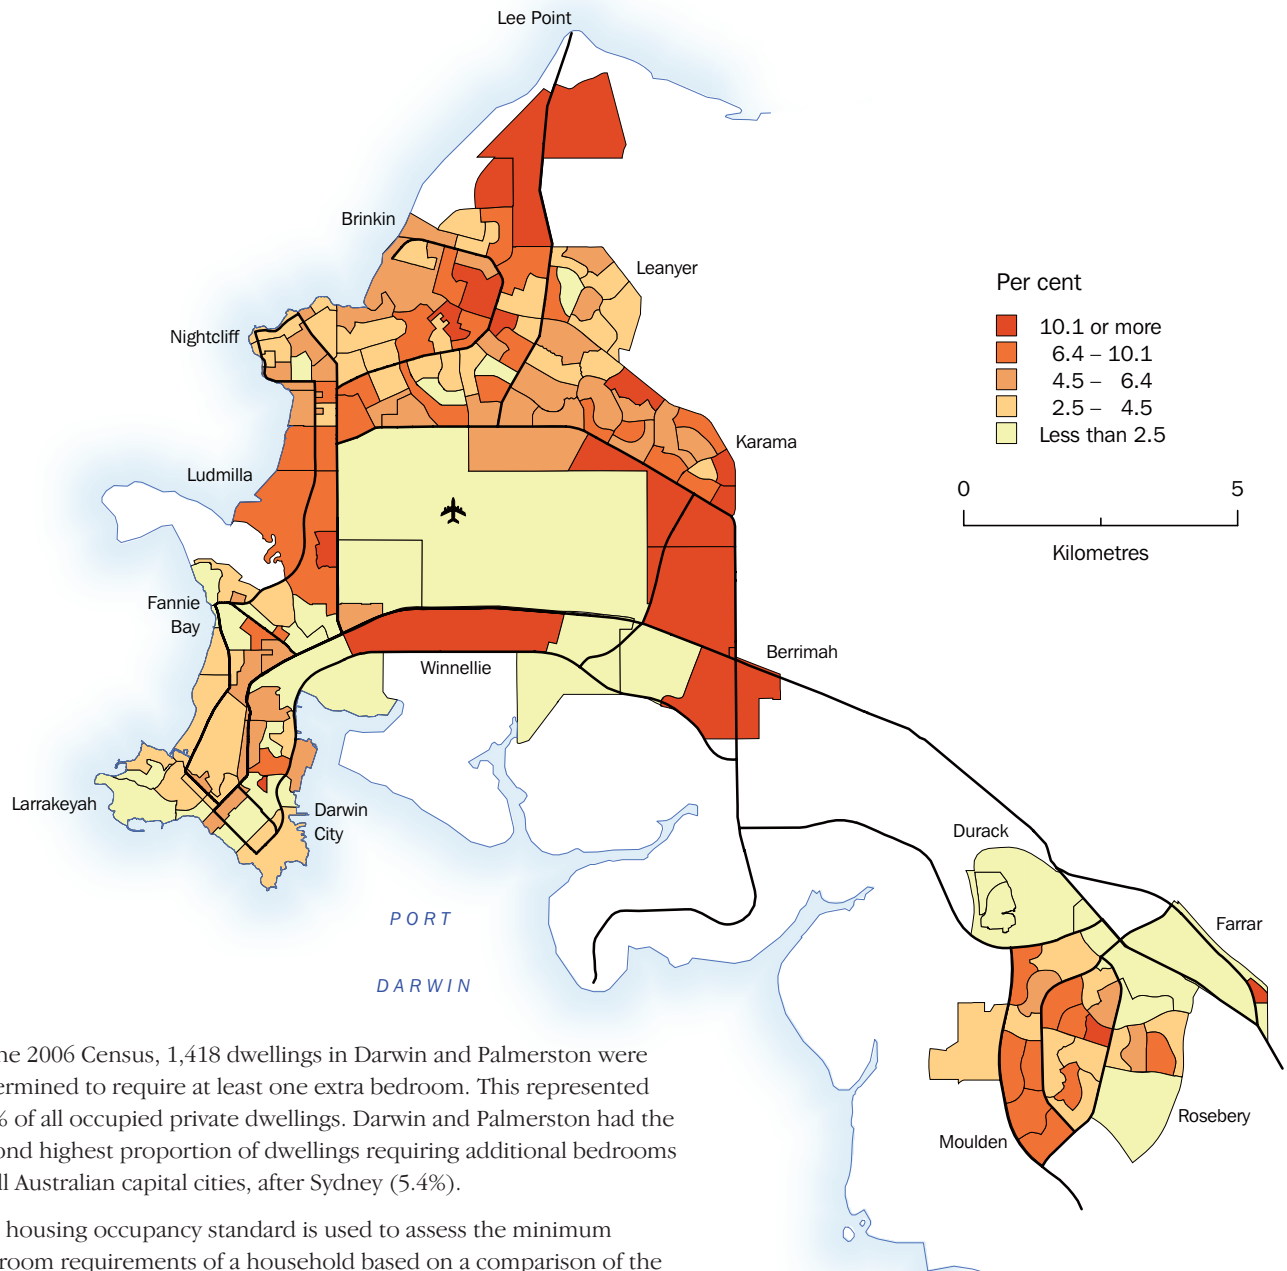 Lee Point
Brinkin
Leanyer
Nightcliff
Karama
Ludmilla
Fannie
Bay
Winnellie
Berrimah
Larrakeyah
Darwin
City
Durack
Farrar
Rosebery
Moulden
PORT
DARWIN
Per cent
10.1 or more
6.4 – 10.1
4.5 – 6.4
2.5 – 4.5
Less than 2.5
0 5
Kilometres
ne 2006 Census, 1,418 dwellings in Darwin and Palmerston were
ermined to require at least one extra bedroom. This represented
% of all occupied private dwellings. Darwin and Palmerston had the
ond highest proportion of dwellings requiring additional bedrooms
ll Australian capital cities, after Sydney (5.4%).
housing occupancy standard is used to assess the minimum
room requirements of a household based on a comparison of the